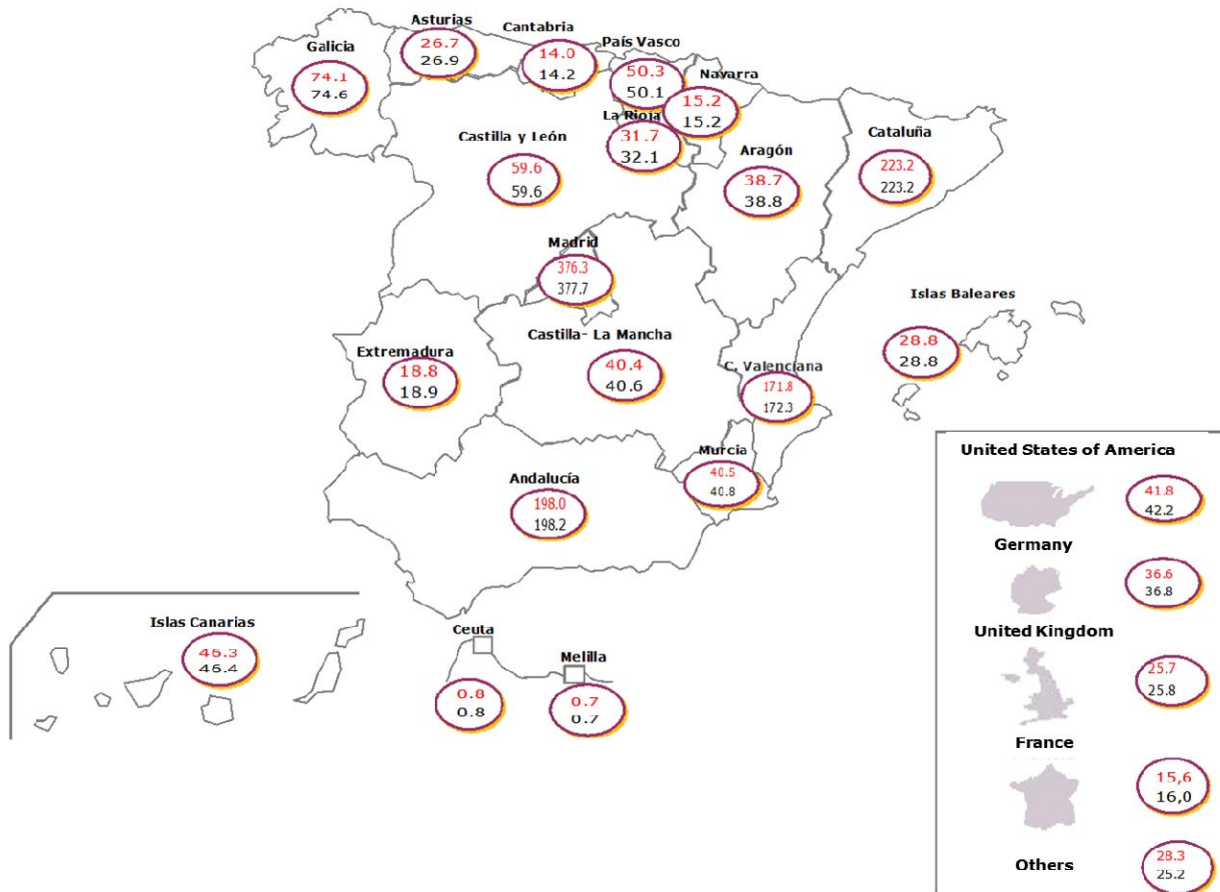 Asturias
26.7
26.9
Cantabria
14.0
14.2
Galicia
74.1
74.6
País Vasco
50.3
50.1
Navarra
15.2
15.2
La Rioja
31.7
32.1
Castilla y León
59.6
59.6
Aragón
38.7
38.8
Cataluña
223.2
223.2
Madrid
376.3
377.7
Islas Baleares
28.8
28.8
Castilla- La Mancha
40.4
40.6
Extremadura
18.8
18.9
C. Valenciana
171.8
172.3
Murcia
40.5
40.8
Andalucía
198.0
198.2
Islas Canarias
46.3
46.4
Ceuta
0.8
0.8
Melilla
0.7
0.7
United States of America
41.8
42.2
Germany
36.6
36.8
United Kingdom
25.7
25.8
France
15,6
16,0
Others
28.3
25.2